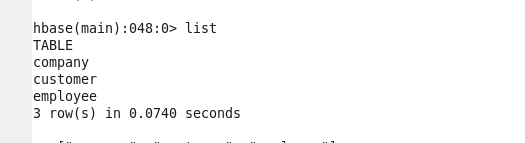 hbase(main):048:0> list
TABLE
company
customer
employee
3 row(s) in 0.0740 seconds